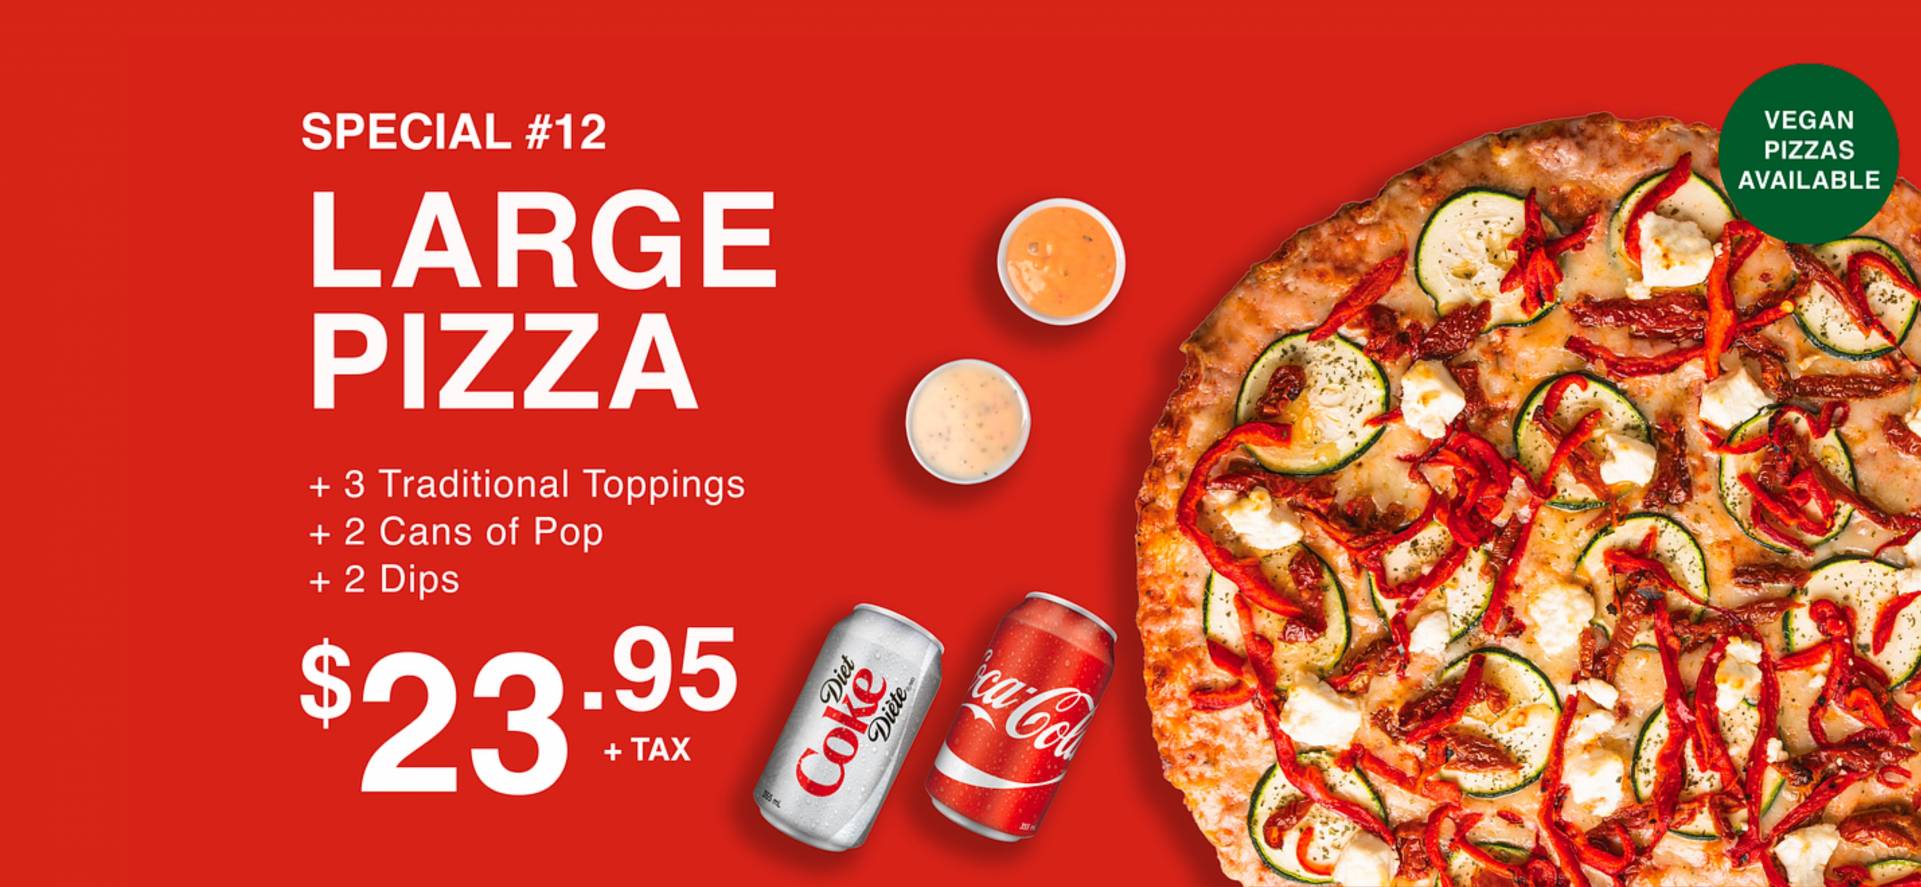 SPECIAL #12
LARGE
PIZZA
+ 3 Traditional Toppings
+ 2 Cans of Pop
+ 2 Dips
$23.95
+ TAX
VEGAN
PIZZAS
AVAILABLE
Diet
Coke
Diète
Coca-Cola